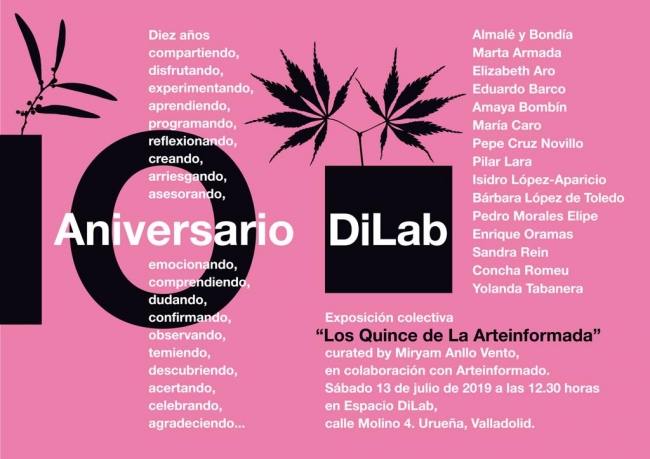 Diez años
compartiendo,
disfrutando,
experimentando,
aprendiendo,
programando,
reflexionando,
creando,
arriesgando,
asesorando,
10
Aniversario
emocionando,
comprendiendo,
dudando,
confirmando,
observando,
temiendo,
descubriendo,
acertando,
celebrando,
agradeciendo...
DiLab
Almalé y Bondía
Marta Armada
Elizabeth Aro
Eduardo Barco
Amaya Bombín
María Caro
Pepe Cruz Novillo
Pilar Lara
Isidro López-Aparicio
Bárbara López de Toledo
Pedro Morales Elipe
Enrique Oramas
Sandra Rein
Concha Romeu
Yolanda Tabanera
Exposición colectiva
“Los Quince de La Arteinformada”
curated by Miryam Anllo Vento,
en colaboración con Arteinformado.
Sábado 13 de julio de 2019 a las 12.30 horas
en Espacio DiLab,
calle Molino 4. Urueña, Valladolid.